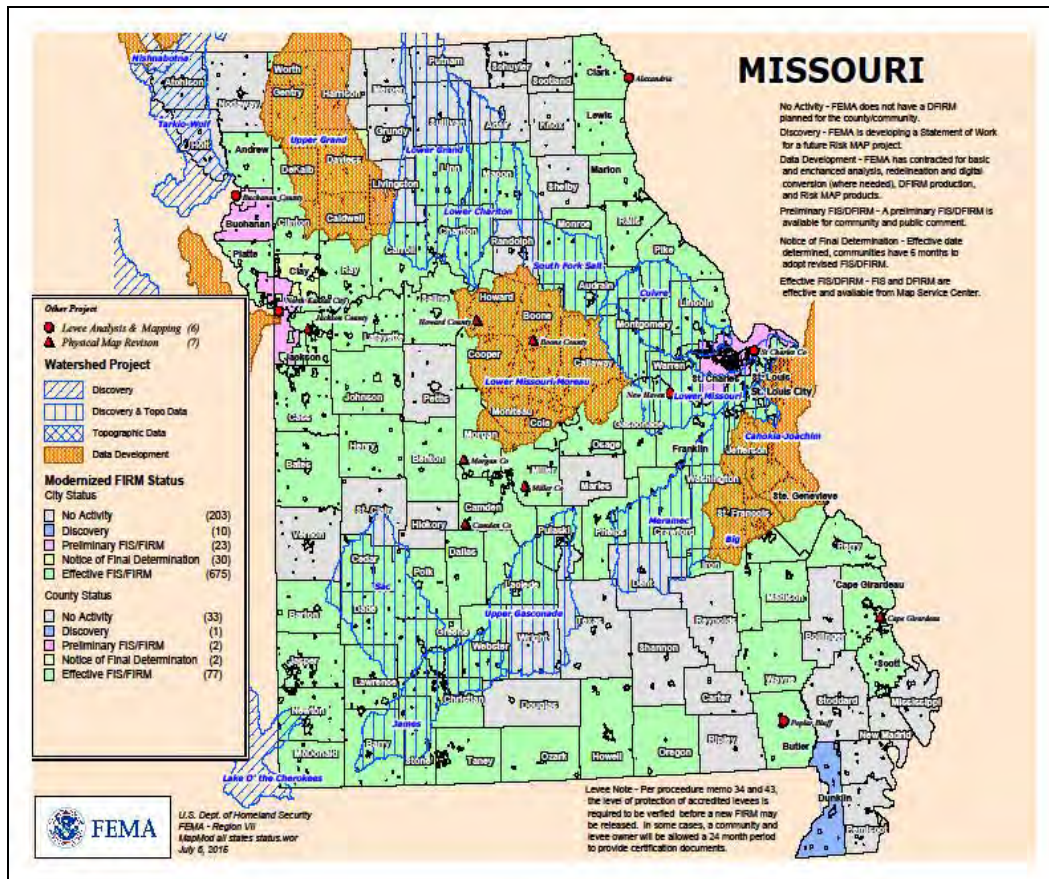 MISSOURI
No Activity - FEMA does not have a DFIRM
planned for the county/community.
Discovery - FEMA is developing a Statement of Work
for a future Risk MAP project.
Data Development - FEMA has contracted for basic
and enchanced analysis, redelineation and digital
conversion (where needed), DFIRM production,
and Risk MAP products.
Preliminary FIS/DFIRM - A preliminary FIS/DFIRM is
available for community and public comment.
Notice of Final Determination - Effective date
determined, communities have 6 months to
adopt revised FIS/DFIRM.
Effective FIS/DFIRM - FIS and DFIRM are
effective and available from Map Service Center.
Nishnabotna
Atchison
Nodaway
Worth
Gentry
Harrison
Mercer
Putnam
Schuyler
Scotland
Clark
Alexandria
Tarkio-Wolf
Holt
Andrew
Upper Grand
Grundy
Sullivan
Adair
Knox
Lewis
DeKalb
Daviess
Lower Grand
Livingston
Linn
Macon
Shelby
Marion
Buchanan County
Buchanan
Clinton
Caldwell
Lower Chariton
Carroll
Chariton
Randolph
Monroe
Ralls
Pike
Platte
Clay
Ray
South Fork Salt
Audrain
Cuivre
Lincoln
North Kansas City
Jackson County
Lafayette
Saline
Howard
Howard County
Boone
Boone County
Montgomery
Jackson
Cooper
Callaway
Warren
St. Charles
St Charles Co
St. Louis
St. Louis City
Johnson
Pettis
Lower Missouri-Moreau
New Haven
Lower Missouri
Cass
Moniteau
Cole
Gasconade
Cahokia-Joachim
Henry
Benton
Morgan
Osage
Franklin
Jefferson
Bates
Morgan Co
Miller
Miller Co
Maries
Washington
Ste. Genevieve
St. Clair
Hickory
Camden
Camden Co
Pulaski
Phelps
Meramec
Crawford
St. Francois
Big
Vernon
Cedar
Dallas
Dent
Iron
Perry
Sac
Polk
Laclede
Madison
Cape Girardeau
Cape Girardeau
Barton
Dade
Greene
Upper Gasconade
Webster
Wright
Texas
Reynolds
Bollinger
Jasper
Lawrence
Shannon
Wayne
Scott
Newton
Christian
Douglas
Carter
Stoddard
Mississippi
James
Poplar Bluff
New Madrid
McDonald
Barry
Stone
Taney
Ozark
Howell
Oregon
Ripley
Butler
Lake O' the Cherokees
Dunklin
Pemiscot
Other Project
Levee Analysis & Mapping (6)
Physical Map Revison (7)
Watershed Project
Discovery
Discovery & Topo Data
Topographic Data
Data Development
Modernized FIRM Status
City Status
No Activity (203)
Discovery (10)
Preliminary FIS/FIRM (23)
Notice of Final Determination (30)
Effective FIS/FIRM (675)
County Status
No Activity (33)
Discovery (1)
Preliminary FIS/FIRM (2)
Notice of Final Determinaton (2)
Effective FIS/FIRM (77)
FEMA
U.S. Dept. of Homeland Security
FEMA - Region VII
MapMod all states status.wor
July 6, 2015
Levee Note - Per proceedure memo 34 and 43,
the level of protection of accredited levees is
required to be verified before a new FIRM may
be released. In some cases, a community and
levee owner will be allowed a 24 month period
to provide certification documents.